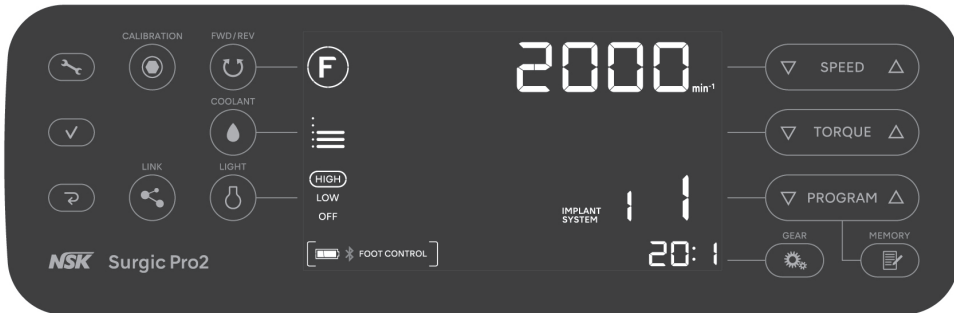 CALIBRATION
FWD/REV
F
2000 min-1
SPEED
COOLANT
TORQUE
LINK
LIGHT
HIGH
LOW
OFF
IMPLANT
SYSTEM
1 1
PROGRAM
GEAR
MEMORY
NSK Surgic Pro2
FOOT CONTROL
20:1